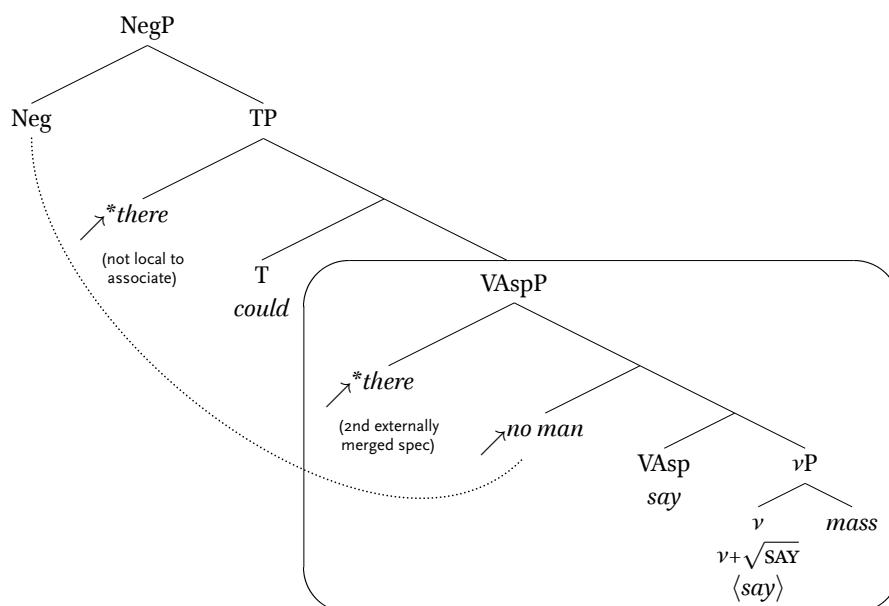 NegP
Neg TP
*there
(not local to
associate)
T
could
VAspP
*there
(2nd externally
merged spec)
no man
VAsp
say
vP
v mass
v+√SAY
⟨say⟩